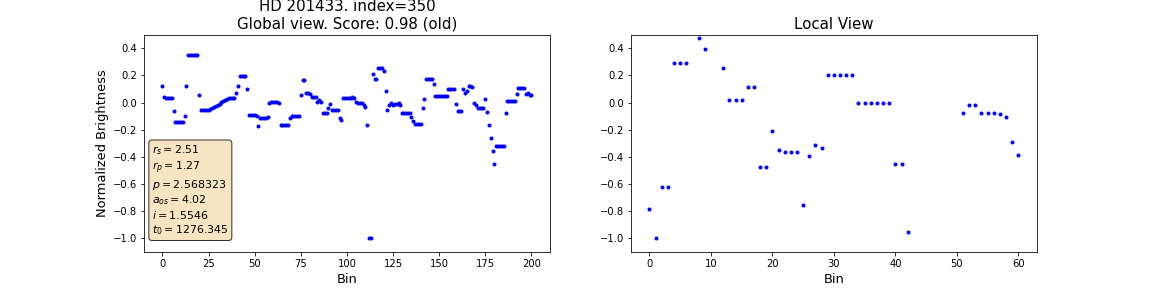 HD 201433. index=350
Global view. Score: 0.98 (old)
Normalized Brightness
0.4
0.2
0.0
−0.2
−0.4
−0.6
−0.8
−1.0
r_s = 2.51
r_p = 1.27
p = 2.568323
a_os = 4.02
i = 1.5546
t_0 = 1276.345
0 25 50 75 100 125 150 175 200
Bin
Local View
0.4
0.2
0.0
−0.2
−0.4
−0.6
−0.8
−1.0
0 10 20 30 40 50 60
Bin